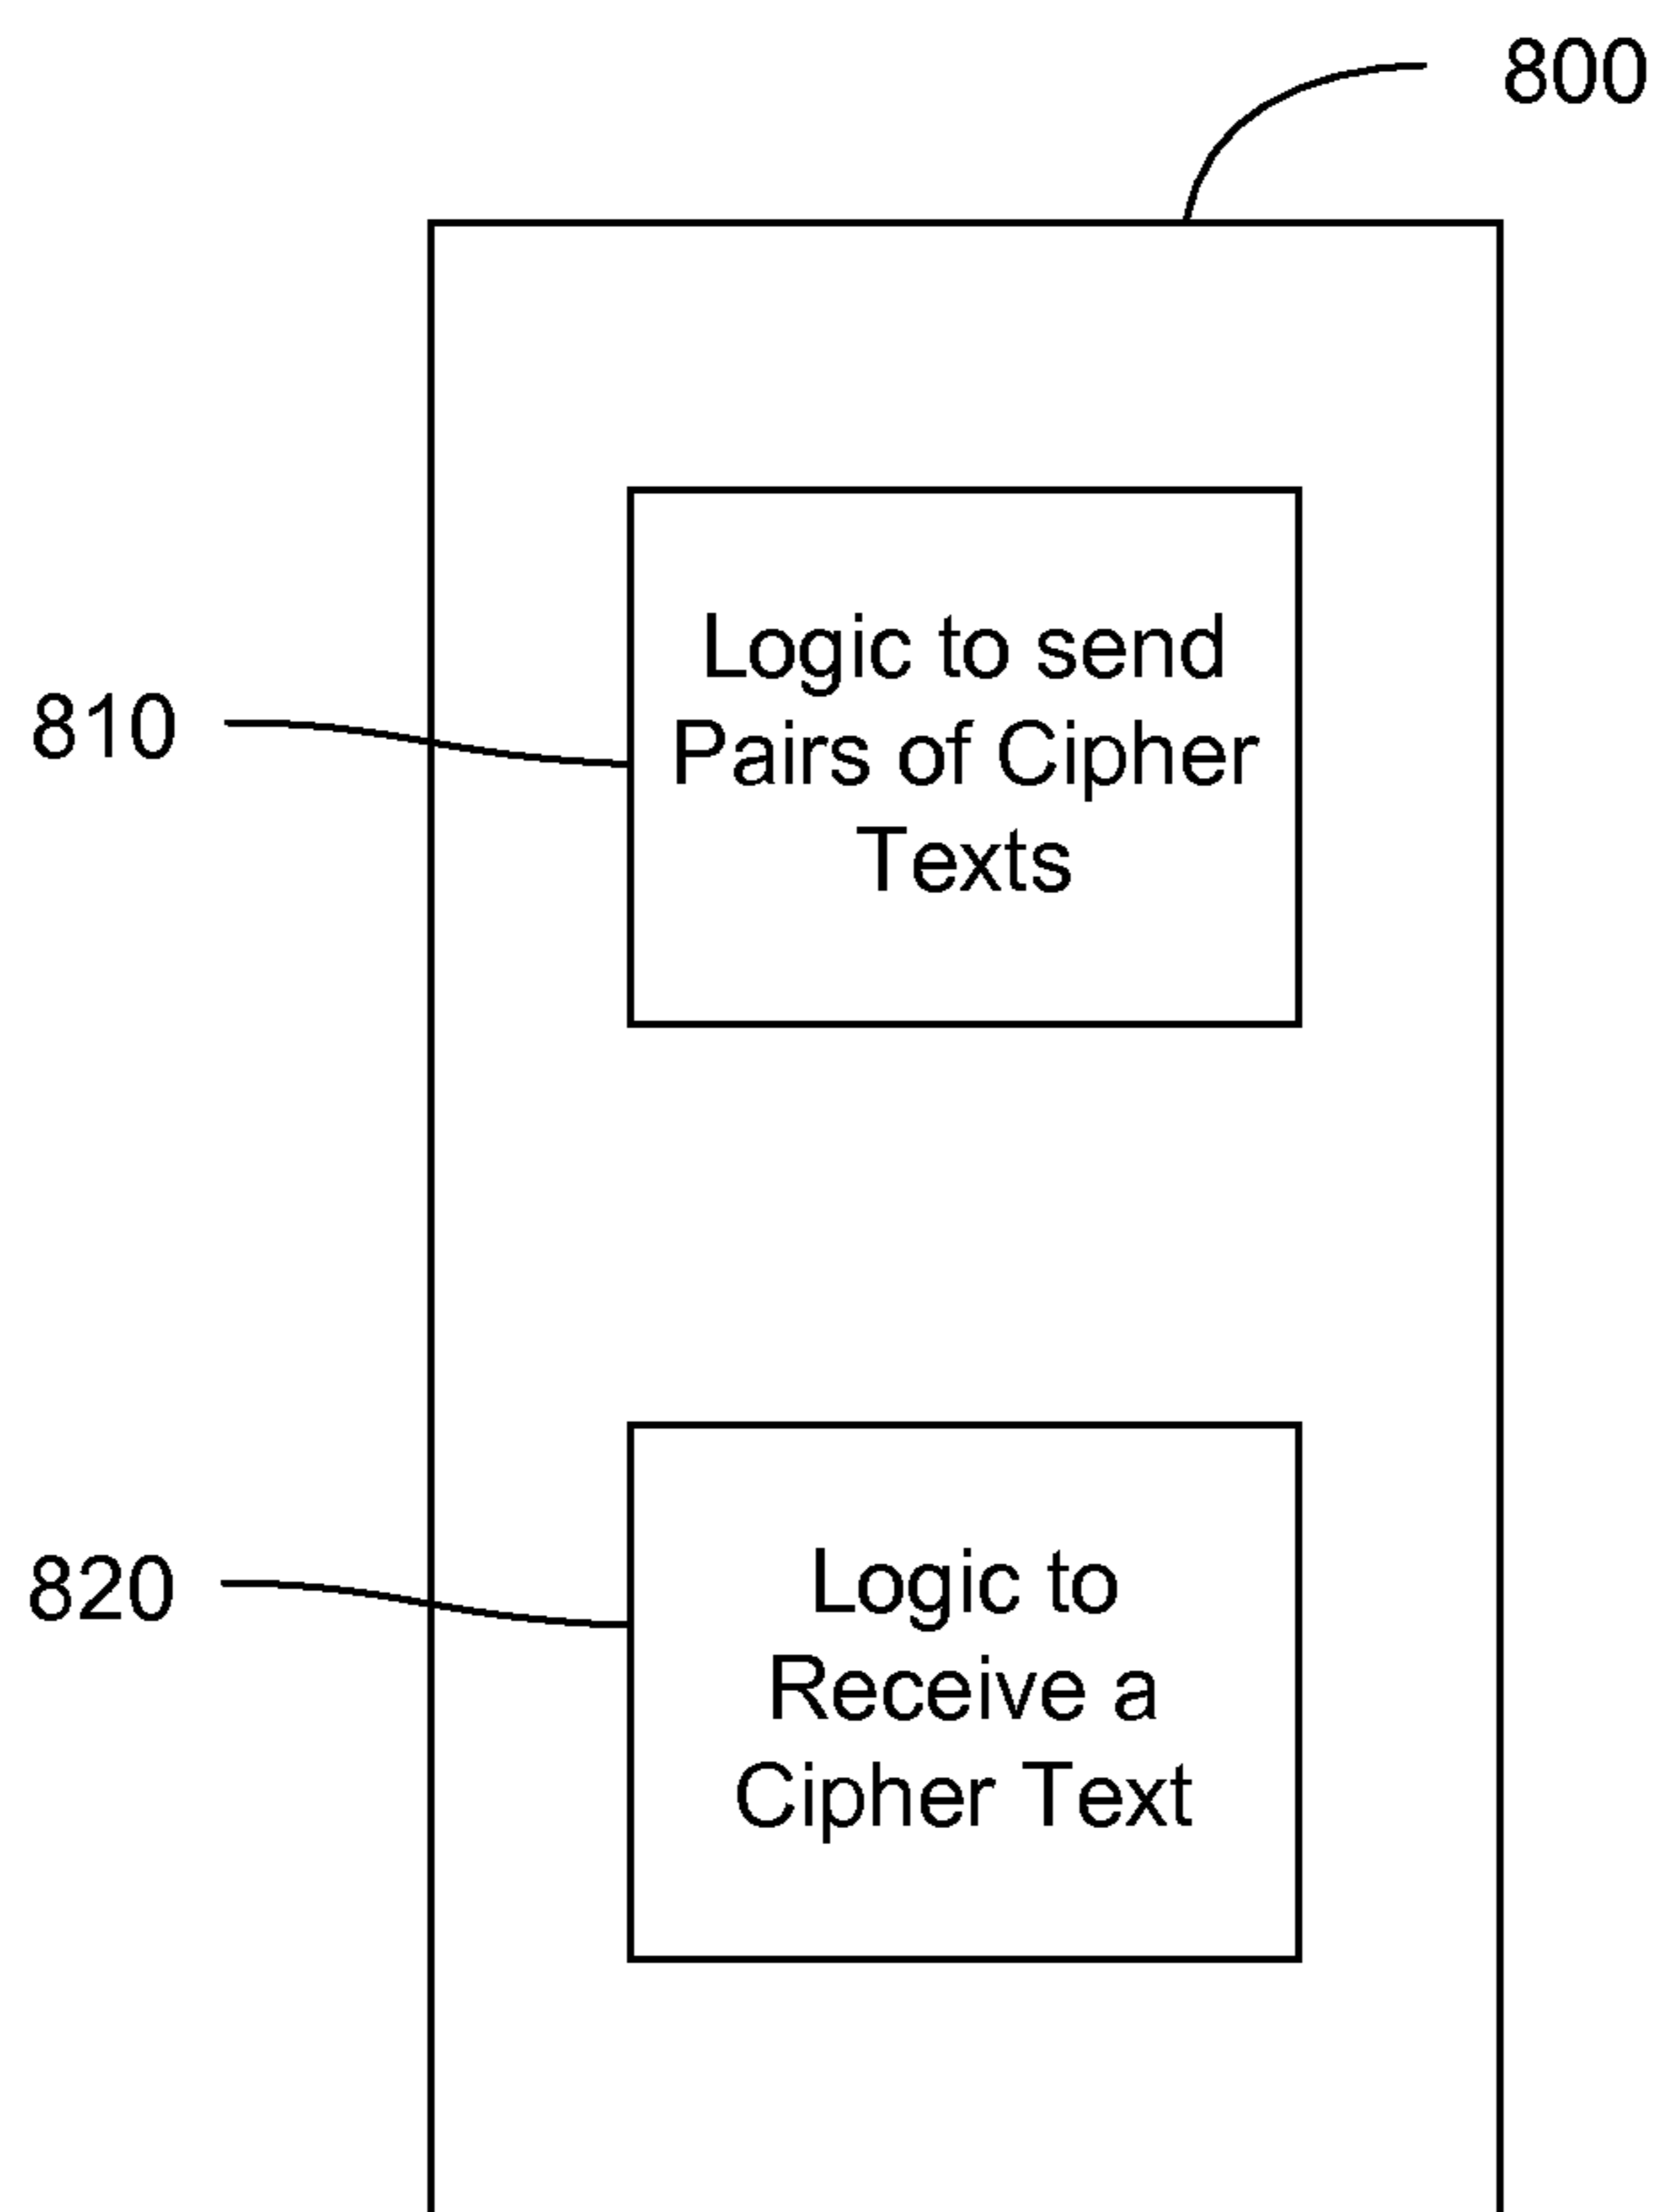 800
810
Logic to send
Pairs of Cipher
Texts
820
Logic to
Receive a
Cipher Text